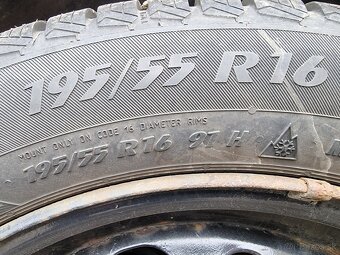 195/55 R16
MOUNT ONLY ON CODE 16 DIAMETER RIMS
195/55 R16 91 H M